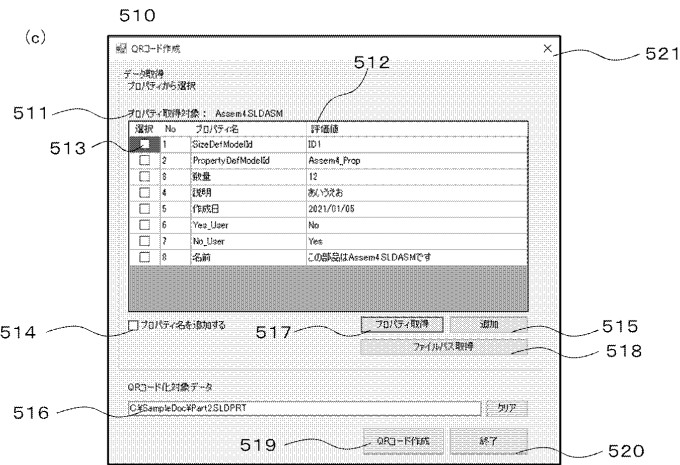 510
(c)
QRコード作成
×
521
データ取得
プロパティから選択
512
511
プロパティ取得対象： Assem4.SLDASM
選択 No プロパティ名 評価値
513
1 SizeDefModelId ID1
2 PropertyDefModelId Assem4_Prop
3 数量 12
4 説明 あいうえお
5 作成日 2021/01/05
6 Yes_User No
7 No_User Yes
8 名前 この部品はAssem4.SLDASMです
514
プロパティ名を追加する
517
プロパティ取得
追加
515
ファイルパス取得
518
QRコード化対象データ
516
C:¥SampleDoc¥Part2.SLDPRT
クリア
519
QRコード作成
終了
520